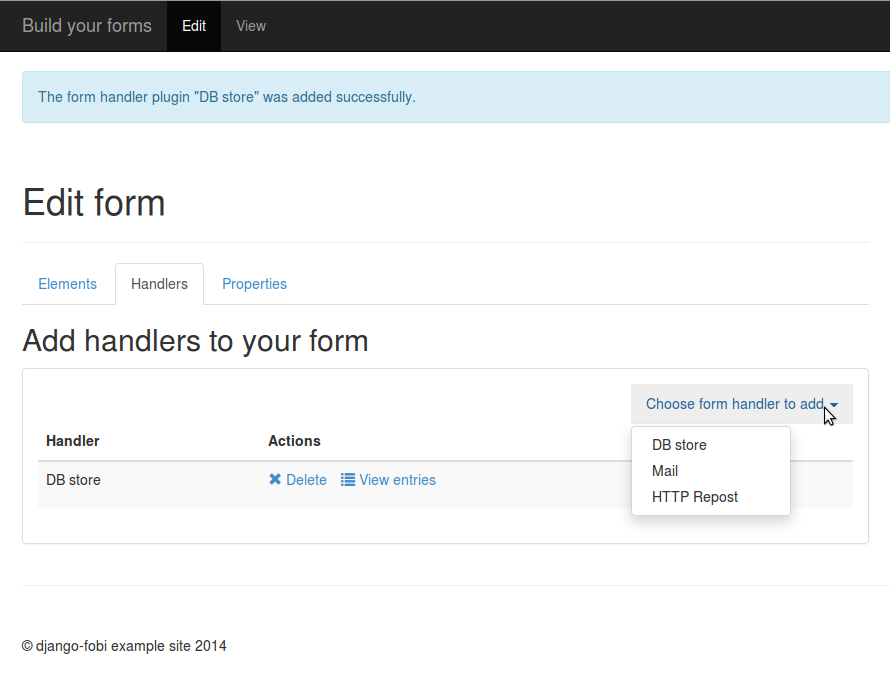 Build your forms Edit View
The form handler plugin "DB store" was added successfully.
Edit form
Elements Handlers Properties
Add handlers to your form
Choose form handler to add
DB store
Mail
HTTP Repost
Handler Actions
DB store Delete View entries
© django-fobi example site 2014